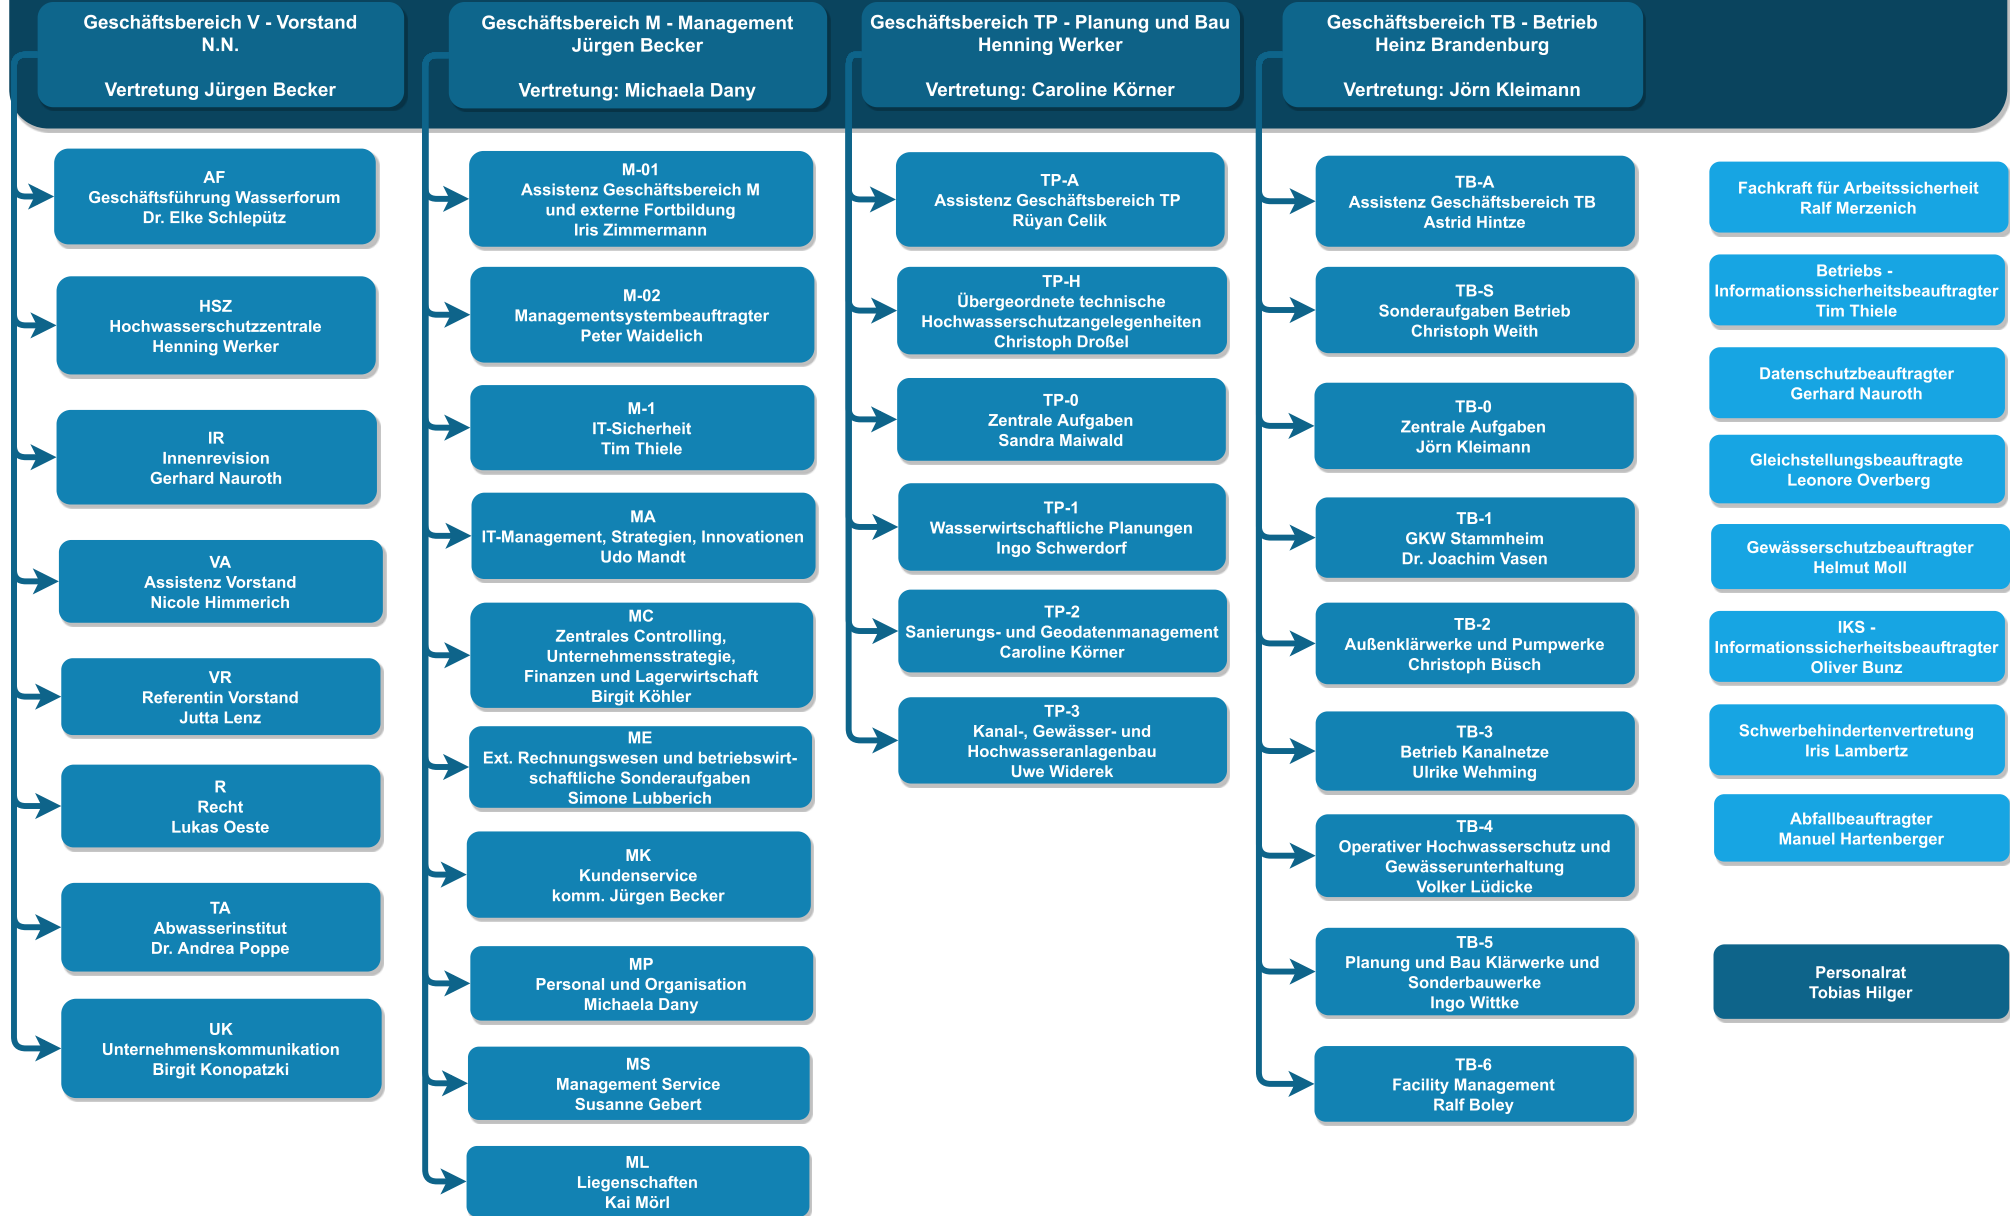 Geschäftsbereich V - Vorstand
N.N.
Vertretung Jürgen Becker
AF
Geschäftsführung Wasserforum
Dr. Elke Schlepütz
HSZ
Hochwasserschutzzentrale
Henning Werker
IR
Innenrevision
Gerhard Nauroth
VA
Assistenz Vorstand
Nicole Himmerich
VR
Referentin Vorstand
Jutta Lenz
R
Recht
Lukas Oeste
TA
Abwasserinstitut
Dr. Andrea Poppe
UK
Unternehmenskommunikation
Birgit Konopatzki
Geschäftsbereich M - Management
Jürgen Becker
Vertretung: Michaela Dany
M-01
Assistenz Geschäftsbereich M
und externe Fortbildung
Iris Zimmermann
M-02
Managementsystembeauftragter
Peter Waidelich
M-1
IT-Sicherheit
Tim Thiele
MA
IT-Management, Strategien, Innovationen
Udo Mandt
MC
Zentrales Controlling,
Unternehmensstrategie,
Finanzen und Lagerwirtschaft
Birgit Köhler
ME
Ext. Rechnungswesen und betriebswirt-
schaftliche Sonderaufgaben
Simone Lubberich
MK
Kundenservice
komm. Jürgen Becker
MP
Personal und Organisation
Michaela Dany
MS
Management Service
Susanne Gebert
ML
Liegenschaften
Kai Mörl
Geschäftsbereich TP - Planung und Bau
Henning Werker
Vertretung: Caroline Körner
TP-A
Assistenz Geschäftsbereich TP
Rüyan Celik
TP-H
Übergeordnete technische
Hochwasserschutzangelegenheiten
Christoph Droßel
TP-0
Zentrale Aufgaben
Sandra Maiwald
TP-1
Wasserwirtschaftliche Planungen
Ingo Schwerdorf
TP-2
Sanierungs- und Geodatenmanagement
Caroline Körner
TP-3
Kanal-, Gewässer- und
Hochwasseranlagenbau
Uwe Widerek
Geschäftsbereich TB - Betrieb
Heinz Brandenburg
Vertretung: Jörn Kleimann
TB-A
Assistenz Geschäftsbereich TB
Astrid Hintze
TB-S
Sonderaufgaben Betrieb
Christoph Weith
TB-0
Zentrale Aufgaben
Jörn Kleimann
TB-1
GKW Stammheim
Dr. Joachim Vasen
TB-2
Außenklärwerke und Pumpwerke
Christoph Büsch
TB-3
Betrieb Kanalnetze
Ulrike Wehming
TB-4
Operativer Hochwasserschutz und
Gewässerunterhaltung
Volker Lüdicke
TB-5
Planung und Bau Klärwerke und
Sonderbauwerke
Ingo Wittke
TB-6
Facility Management
Ralf Boley
Fachkraft für Arbeitssicherheit
Ralf Merzenich
Betriebs -
Informationssicherheitsbeauftragter
Tim Thiele
Datenschutzbeauftragter
Gerhard Nauroth
Gleichstellungsbeauftragte
Leonore Overberg
Gewässerschutzbeauftragter
Helmut Moll
IKS -
Informationssicherheitsbeauftragter
Oliver Bunz
Schwerbehindertenvertretung
Iris Lambertz
Abfallbeauftragter
Manuel Hartenberger
Personalrat
Tobias Hilger